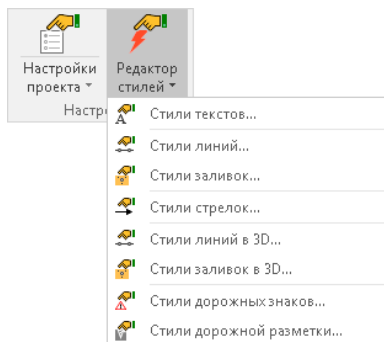 Настройки проекта
Редактор стилей
Настр
Стили текстов...
Стили линий...
Стили заливок...
Стили стрелок...
Стили линий в 3D...
Стили заливок в 3D...
Стили дорожных знаков...
Стили дорожной разметки...